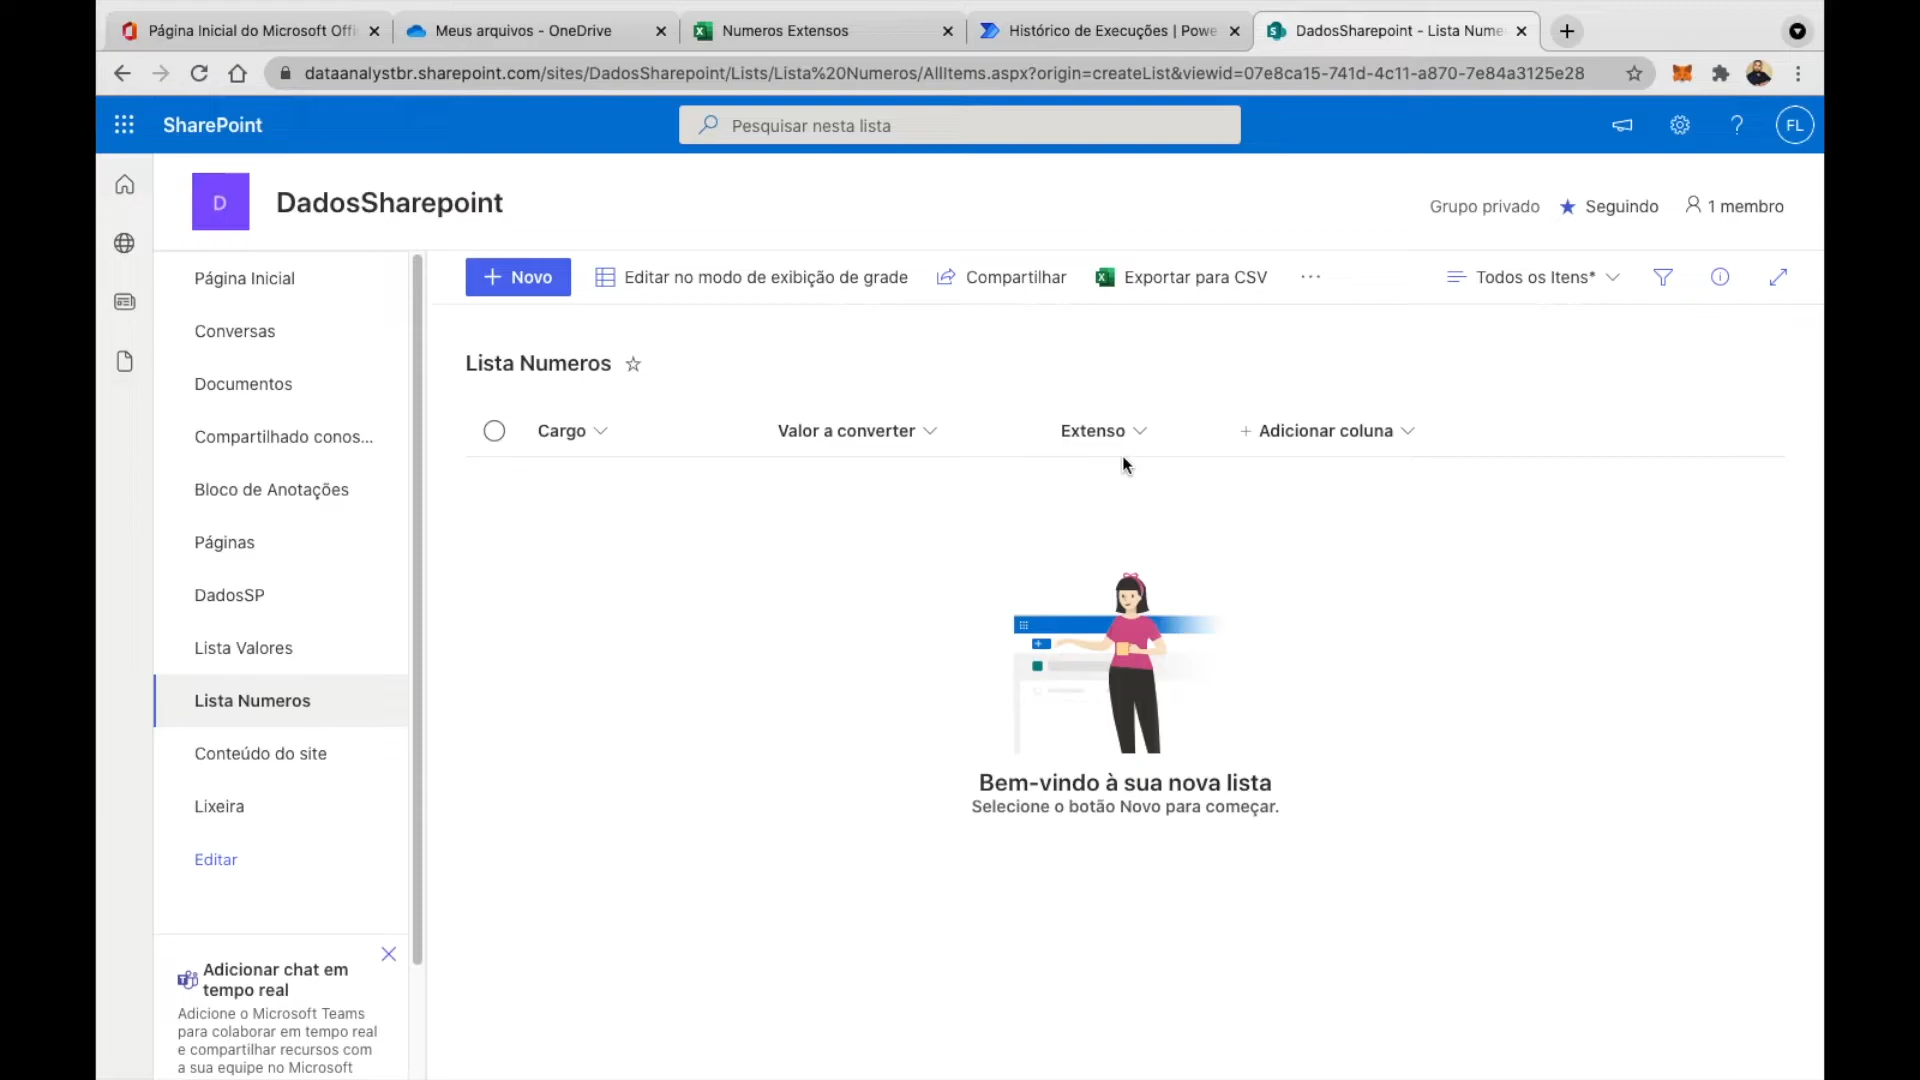 Página Inicial do Microsoft Offi
Meus arquivos - OneDrive
Numeros Extensos
Histórico de Execuções | Powe
DadosSharepoint - Lista Nume
dataanalystbr.sharepoint.com/sites/DadosSharepoint/Lists/Lista%20Numeros/AllItems.aspx?origin=createList&viewid=07e8ca15-741d-4c11-a870-7e84a3125e28
SharePoint
Pesquisar nesta lista
?
FL
D
DadosSharepoint
Grupo privado
Seguindo
1 membro
Página Inicial
Conversas
Documentos
Compartilhado conos...
Bloco de Anotações
Páginas
DadosSP
Lista Valores
Lista Numeros
Conteúdo do site
Lixeira
Editar
Adicionar chat em
tempo real
Adicione o Microsoft Teams
para colaborar em tempo real
e compartilhar recursos com
a sua equipe no Microsoft
+ Novo
Editar no modo de exibição de grade
Compartilhar
Exportar para CSV
...
Todos os Itens*
Lista Numeros
Cargo
Valor a converter
Extenso
+ Adicionar coluna
Bem-vindo à sua nova lista
Selecione o botão Novo para começar.